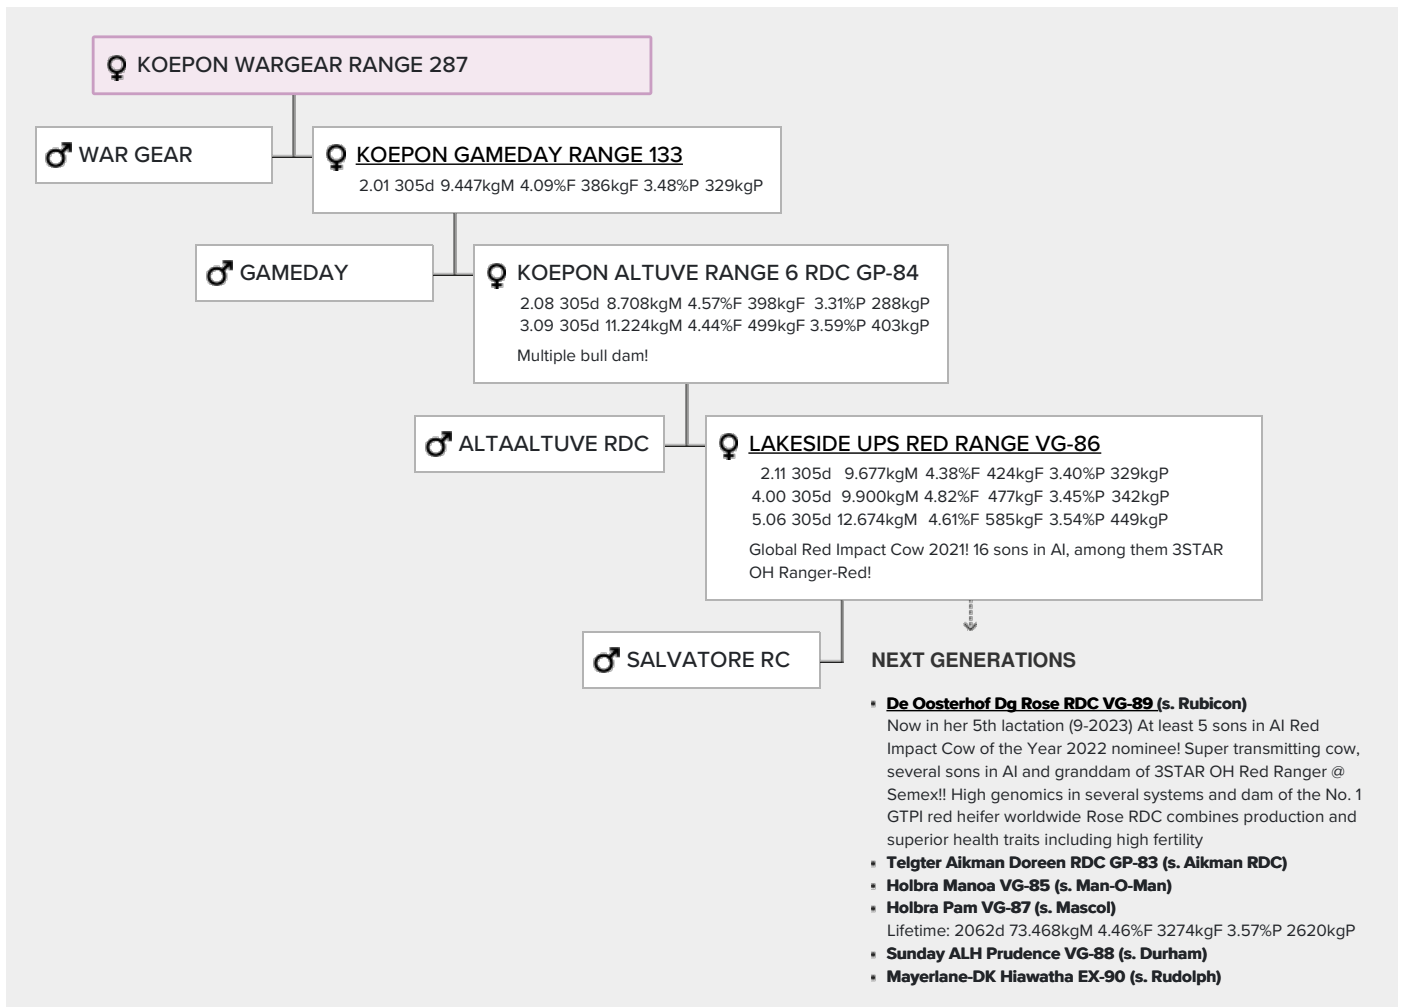 KOEPON WARGEAR RANGE 287
WAR GEAR
KOEPON GAMEDAY RANGE 133
2.01 305d 9.447kgM 4.09%F 386kgF 3.48%P 329kgP
GAMEDAY
KOEPON ALTUVE RANGE 6 RDC GP-84
2.08 305d 8.708kgM 4.57%F 398kgF 3.31%P 288kgP
3.09 305d 11.224kgM 4.44%F 499kgF 3.59%P 403kgP
Multiple bull dam!
ALTAALTUVE RDC
LAKESIDE UPS RED RANGE VG-86
2.11 305d 9.677kgM 4.38%F 424kgF 3.40%P 329kgP
4.00 305d 9.900kgM 4.82%F 477kgF 3.45%P 342kgP
5.06 305d 12.674kgM 4.61%F 585kgF 3.54%P 449kgP
Global Red Impact Cow 2021! 16 sons in AI, among them 3STAR
OH Ranger-Red!
SALVATORE RC
NEXT GENERATIONS
De Oosterhof Dg Rose RDC VG-89 (s. Rubicon)
Now in her 5th lactation (9-2023) At least 5 sons in AI Red
Impact Cow of the Year 2022 nominee! Super transmitting cow,
several sons in AI and granddam of 3STAR OH Red Ranger @
Semex!! High genomics in several systems and dam of the No. 1
GTPI red heifer worldwide Rose RDC combines production and
superior health traits including high fertility
Telgter Aikman Doreen RDC GP-83 (s. Aikman RDC)
Holbra Manoa VG-85 (s. Man-O-Man)
Holbra Pam VG-87 (s. Mascol)
Lifetime: 2062d 73.468kgM 4.46%F 3274kgF 3.57%P 2620kgP
Sunday ALH Prudence VG-88 (s. Durham)
Mayerlane-DK Hiawatha EX-90 (s. Rudolph)